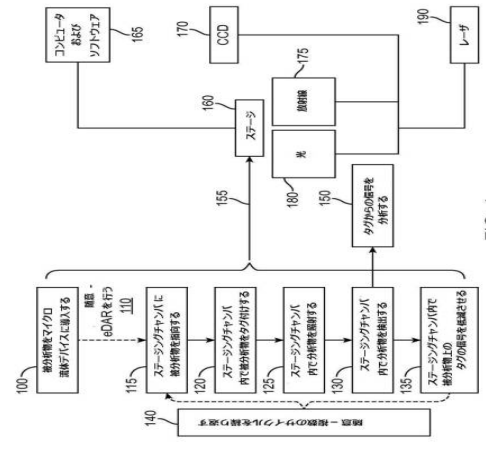 100
被分析物をマイクロ
流体デバイスに導入する
随意 -
eDARを行う
110
115
ステージングチャンバに
被分析物を指向する
120
ステージングチャンバ
内で被分析物をタグ付けする
125
ステージングチャンバ
内で分析物を照射する
130
ステージングチャンバ
内で分析物を検出する
135
ステージングチャンバ内で
被分析物上の
タグの信号を低減させる
140
随意 - 複数のサイクルを繰り返す
150
タグからの信号を
分析する
155
160
ステージ
コンピュータ
および
ソフトウェア
165
170
CCD
175
放射線
180
光
190
レーザ